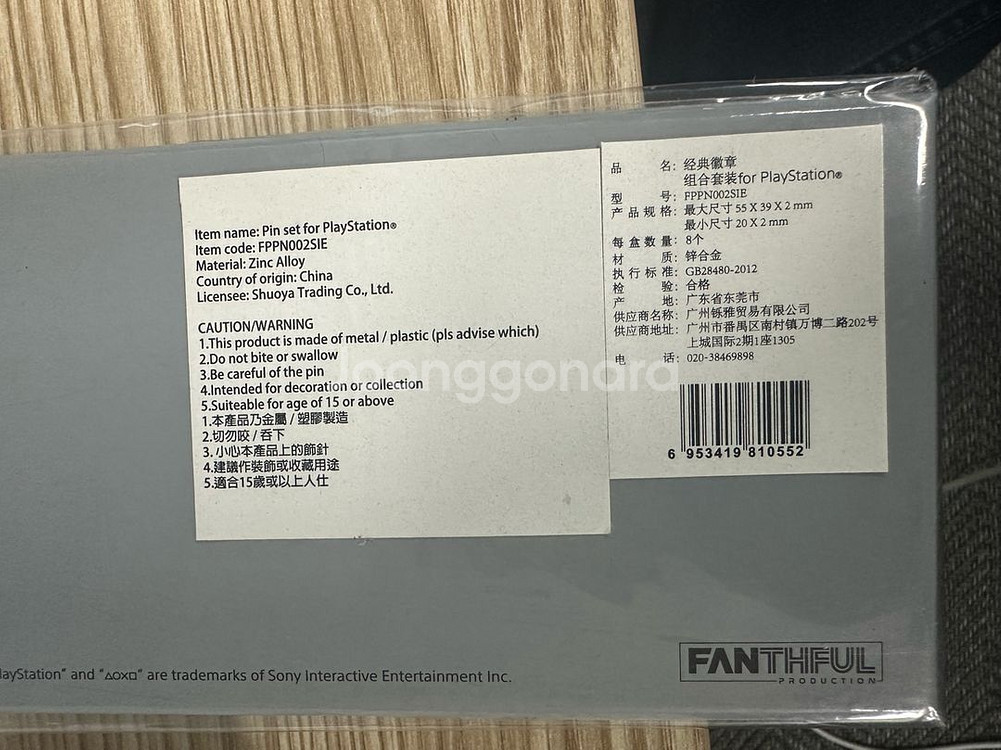 Item name: Pin set for PlayStation®
Item code: FPPN002SIE
Material: Zinc Alloy
Country of origin: China
Licensee: Shuoya Trading Co., Ltd.
CAUTION/WARNING
1.This product is made of metal / plastic (pls advise which)
2.Do not bite or swallow
3.Be careful of the pin
4.Intended for decoration or collection
5.Suiteable for age of 15 or above
1.本產品乃金屬 / 塑膠製造
2.切勿咬 / 吞下
3. 小心本產品上的飾針
4.建議作裝飾或收藏用途
5.適合15歲或以上人仕
品 名: 经典徽章
组合套装for PlayStation®
型 号: FPPN002SIE
产品规格: 最大尺寸 55 X 39 X 2 mm
最小尺寸 20 X 2 mm
每盒数量: 8个
材 质: 锌合金
执行标准: GB28480-2012
检 验: 合格
产 地: 广东省东莞市
供应商名称: 广州铄雅贸易有限公司
供应商地址: 广州市番禺区南村镇万博二路202号
上城国际2期1座1305
电 话: 020-38469898
6 953419 810552
joonggonara
layStation" and "△○×□" are trademarks of Sony Interactive Entertainment Inc.
FANTHFUL
PRODUCTION